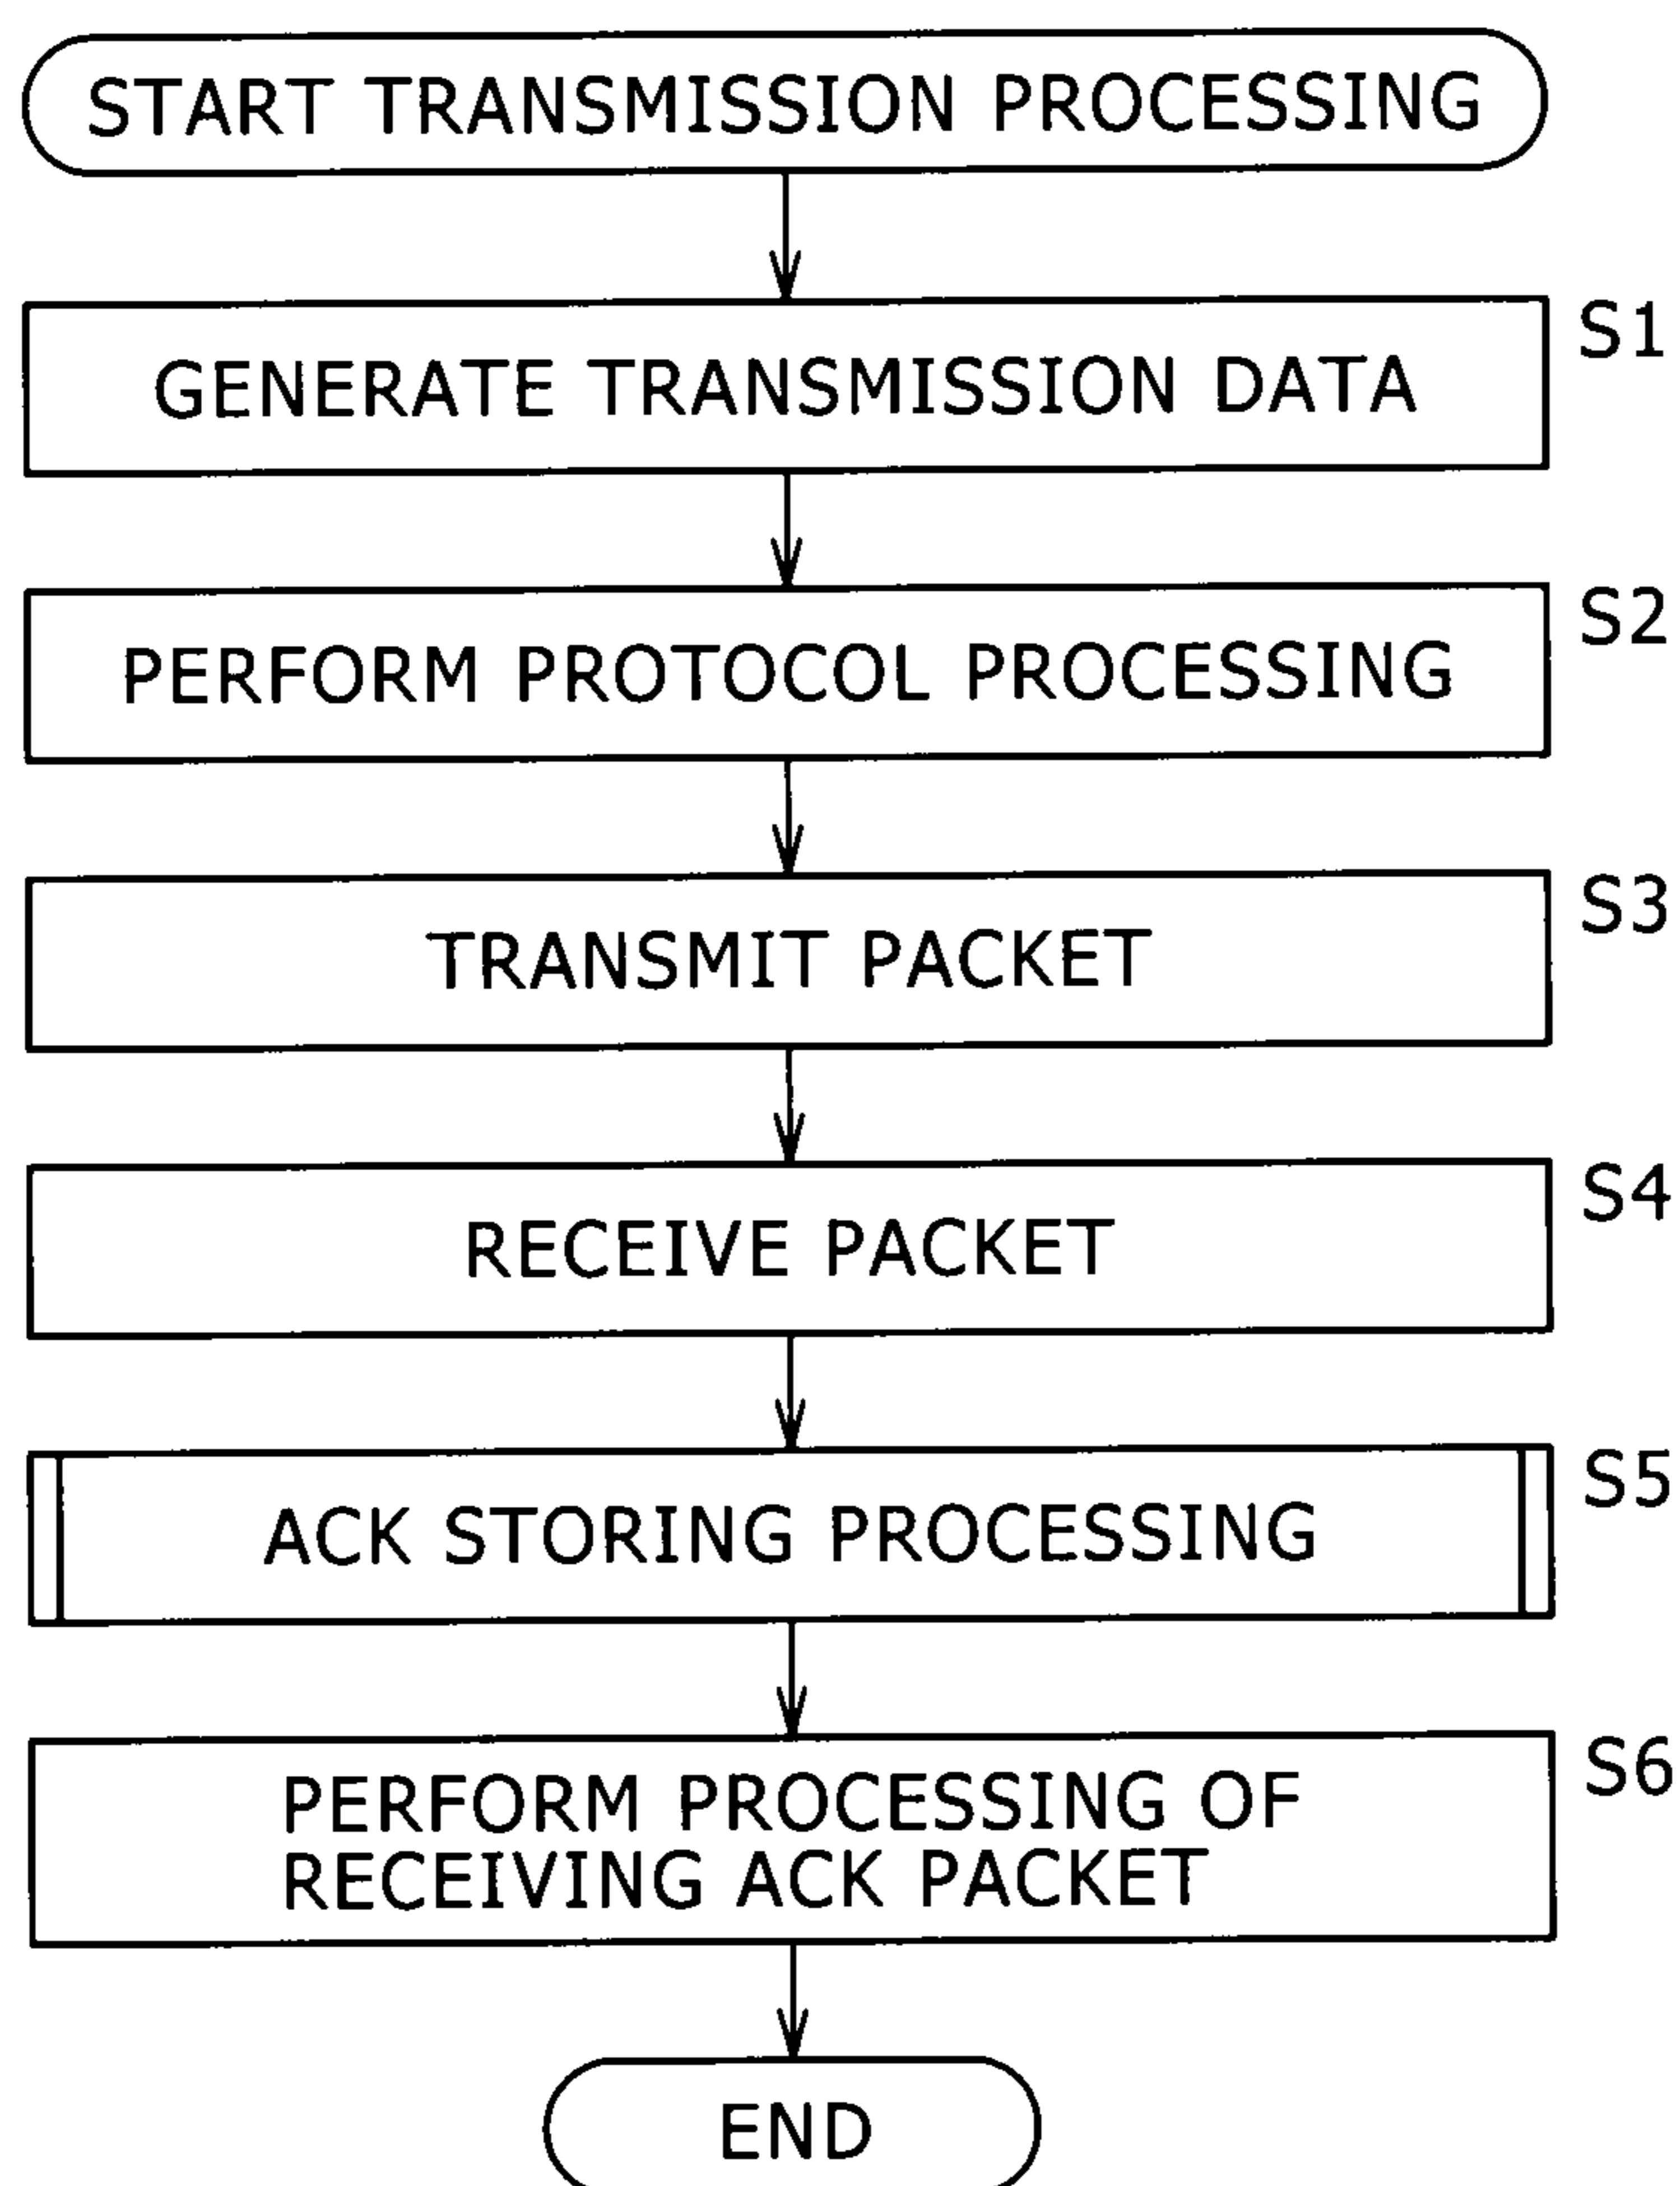 START TRANSMISSION PROCESSING
S1
GENERATE TRANSMISSION DATA
S2
PERFORM PROTOCOL PROCESSING
S3
TRANSMIT PACKET
S4
RECEIVE PACKET
S5
ACK STORING PROCESSING
S6
PERFORM PROCESSING OF
RECEIVING ACK PACKET
END